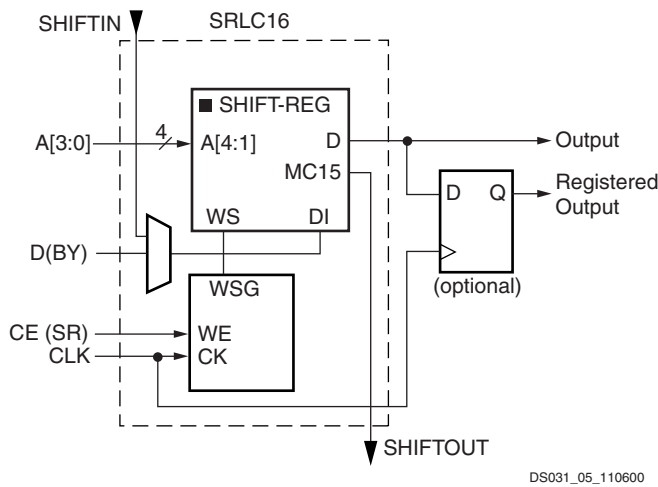 SHIFTIN
SRLC16
SHIFT-REG
A[3:0]
4
A[4:1]
D
Output
MC15
D
Q
Registered
Output
WS
DI
D(BY)
WSG
(optional)
CE (SR)
WE
CLK
CK
SHIFTOUT
DS031_05_110600